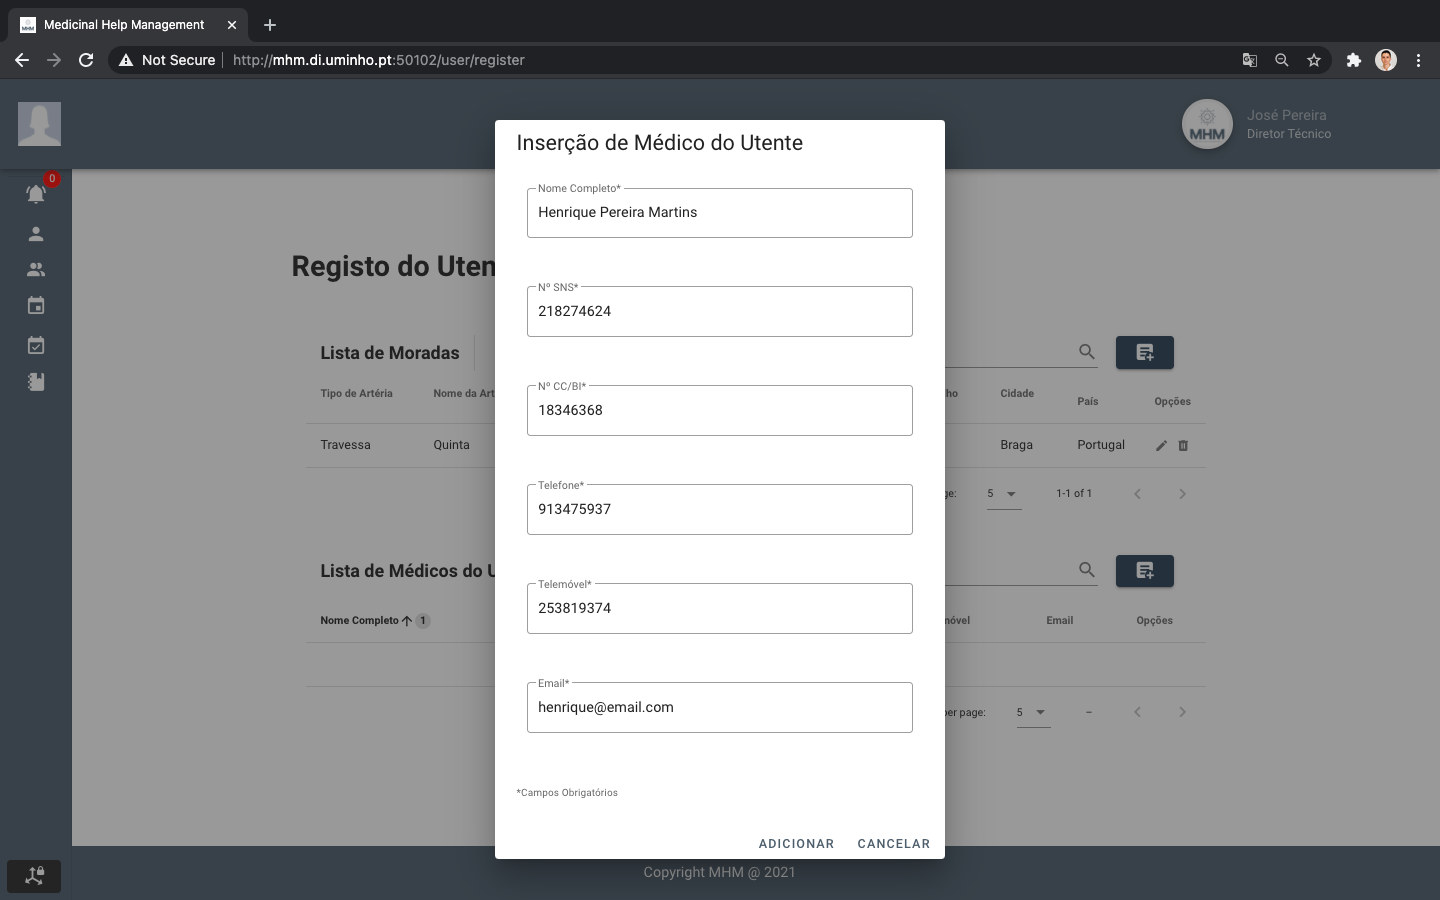 Medicinal Help Management
Not Secure
http://mhm.di.uminho.pt:50102/user/register
MHM
José Pereira
Diretor Técnico
0
Registo do Uten
Lista de Moradas
Tipo de Artéria
Nome da Art
lho
Cidade
País
Opções
Travessa
Quinta
Braga
Portugal
ge:
5
1-1 of 1
Lista de Médicos do U
Nome Completo
1
nóvel
Email
Opções
per page:
5
–
Inserção de Médico do Utente
Nome Completo*
Henrique Pereira Martins
Nº SNS*
218274624
Nº CC/BI*
18346368
Telefone*
913475937
Telemóvel*
253819374
Email*
henrique@email.com
*Campos Obrigatórios
ADICIONAR
CANCELAR
Copyright MHM @ 2021